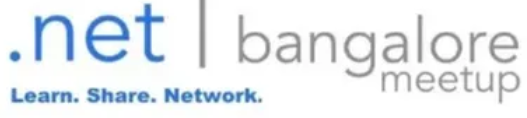 .net | bangalore
meetup
Learn. Share. Network.